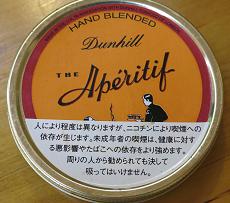 HAND BLENDED
Dunhill
THE
Apéritif
人により程度は異なりますが、ニコチンにより喫煙への
依存が生じます。未成年者の喫煙は、健康に対す
る悪影響やたばこへの依存をより強めます。
周りの人から勧められても決して
吸ってはいけません。